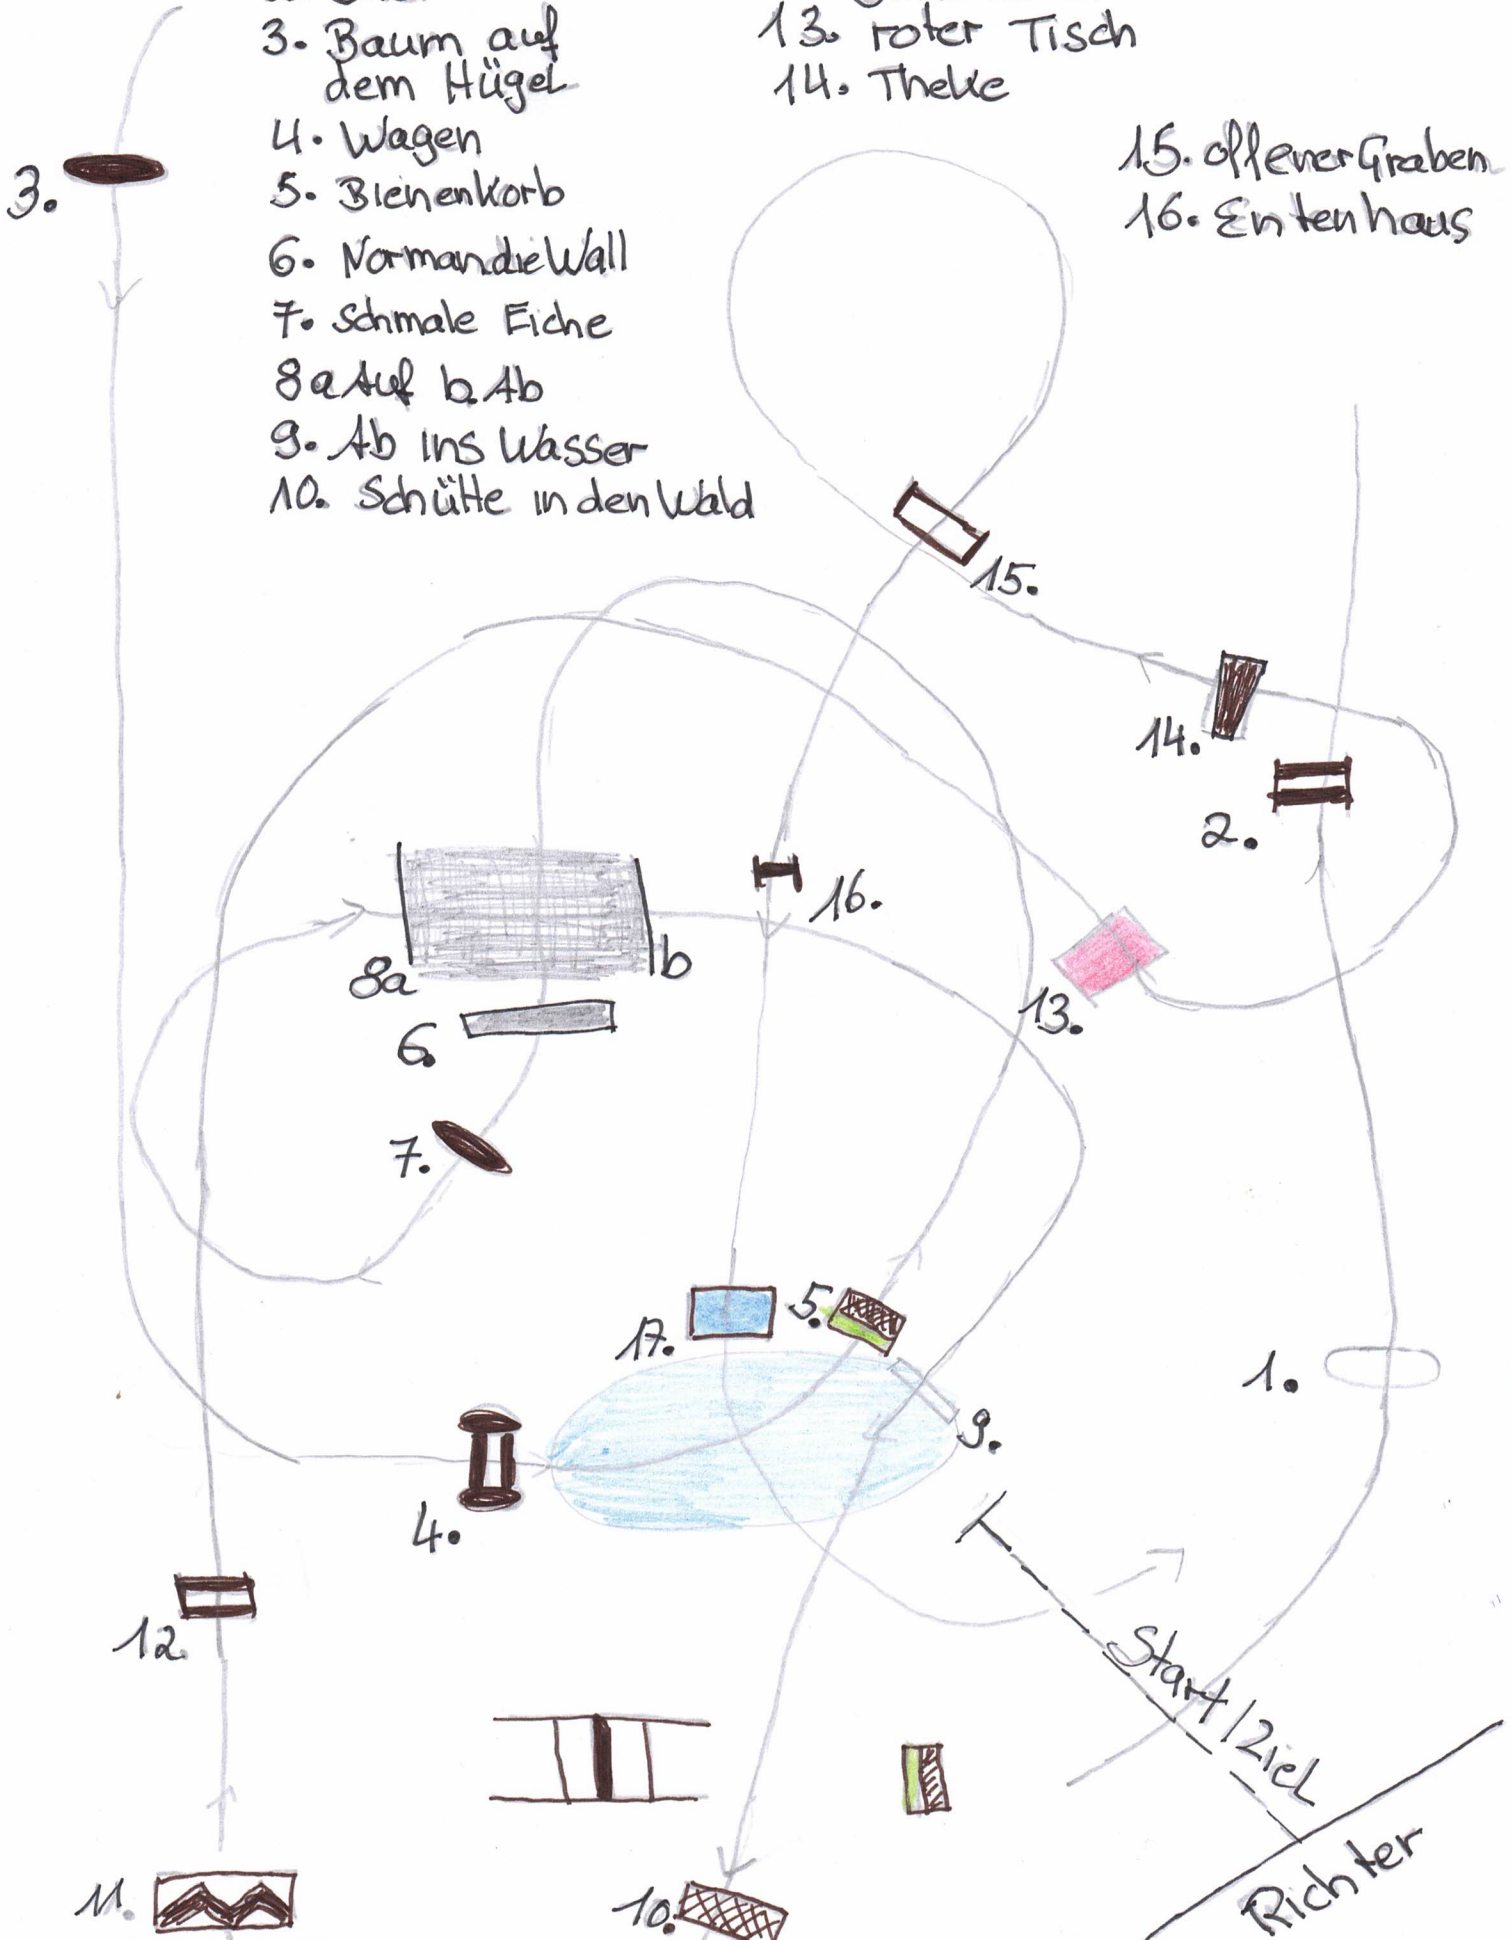 3. Baum auf
dem Hügel
4. Wagen
5. Bienenkorb
6. NormandieWall
7. Schmale Eiche
8a Auf b. Ab
9. Ab ins Wasser
10. Schütte in den Wald
13. roter Tisch
14. Theke
15. offener Graben
16. Entenhaus
3.
15.
14.
2.
16.
8a
b
6.
13.
7.
17.
5.
1.
9.
4.
12.
Start/Ziel
11.
10.
Richter